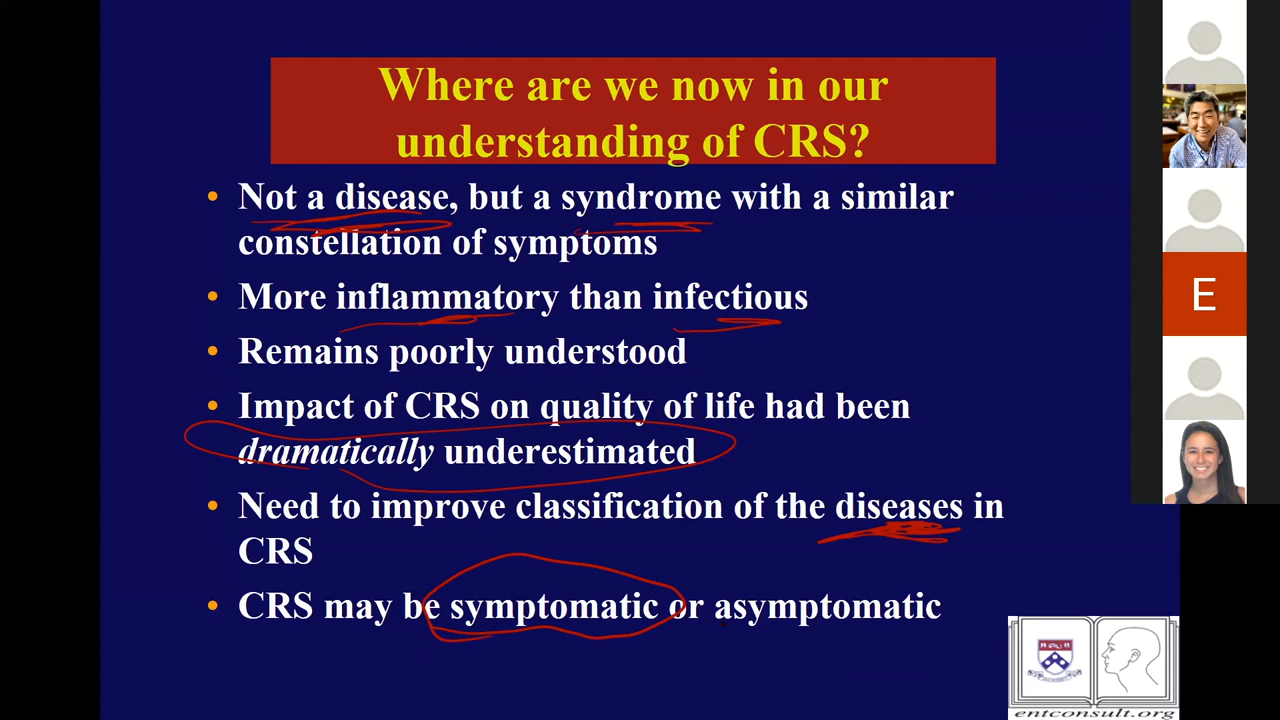 Where are we now in our
understanding of CRS?
• Not a disease, but a syndrome with a similar
constellation of symptoms
• More inflammatory than infectious
• Remains poorly understood
• Impact of CRS on quality of life had been
dramatically underestimated
• Need to improve classification of the diseases in
CRS
• CRS may be symptomatic or asymptomatic
E
entconsult.org